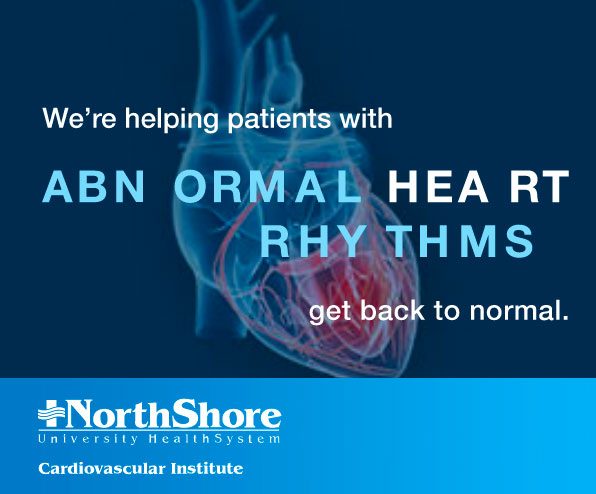 We're helping patients with
ABN ORMAL HEA RT
RHY THMS
get back to normal.
NorthShore
University HealthSystem
Cardiovascular Institute